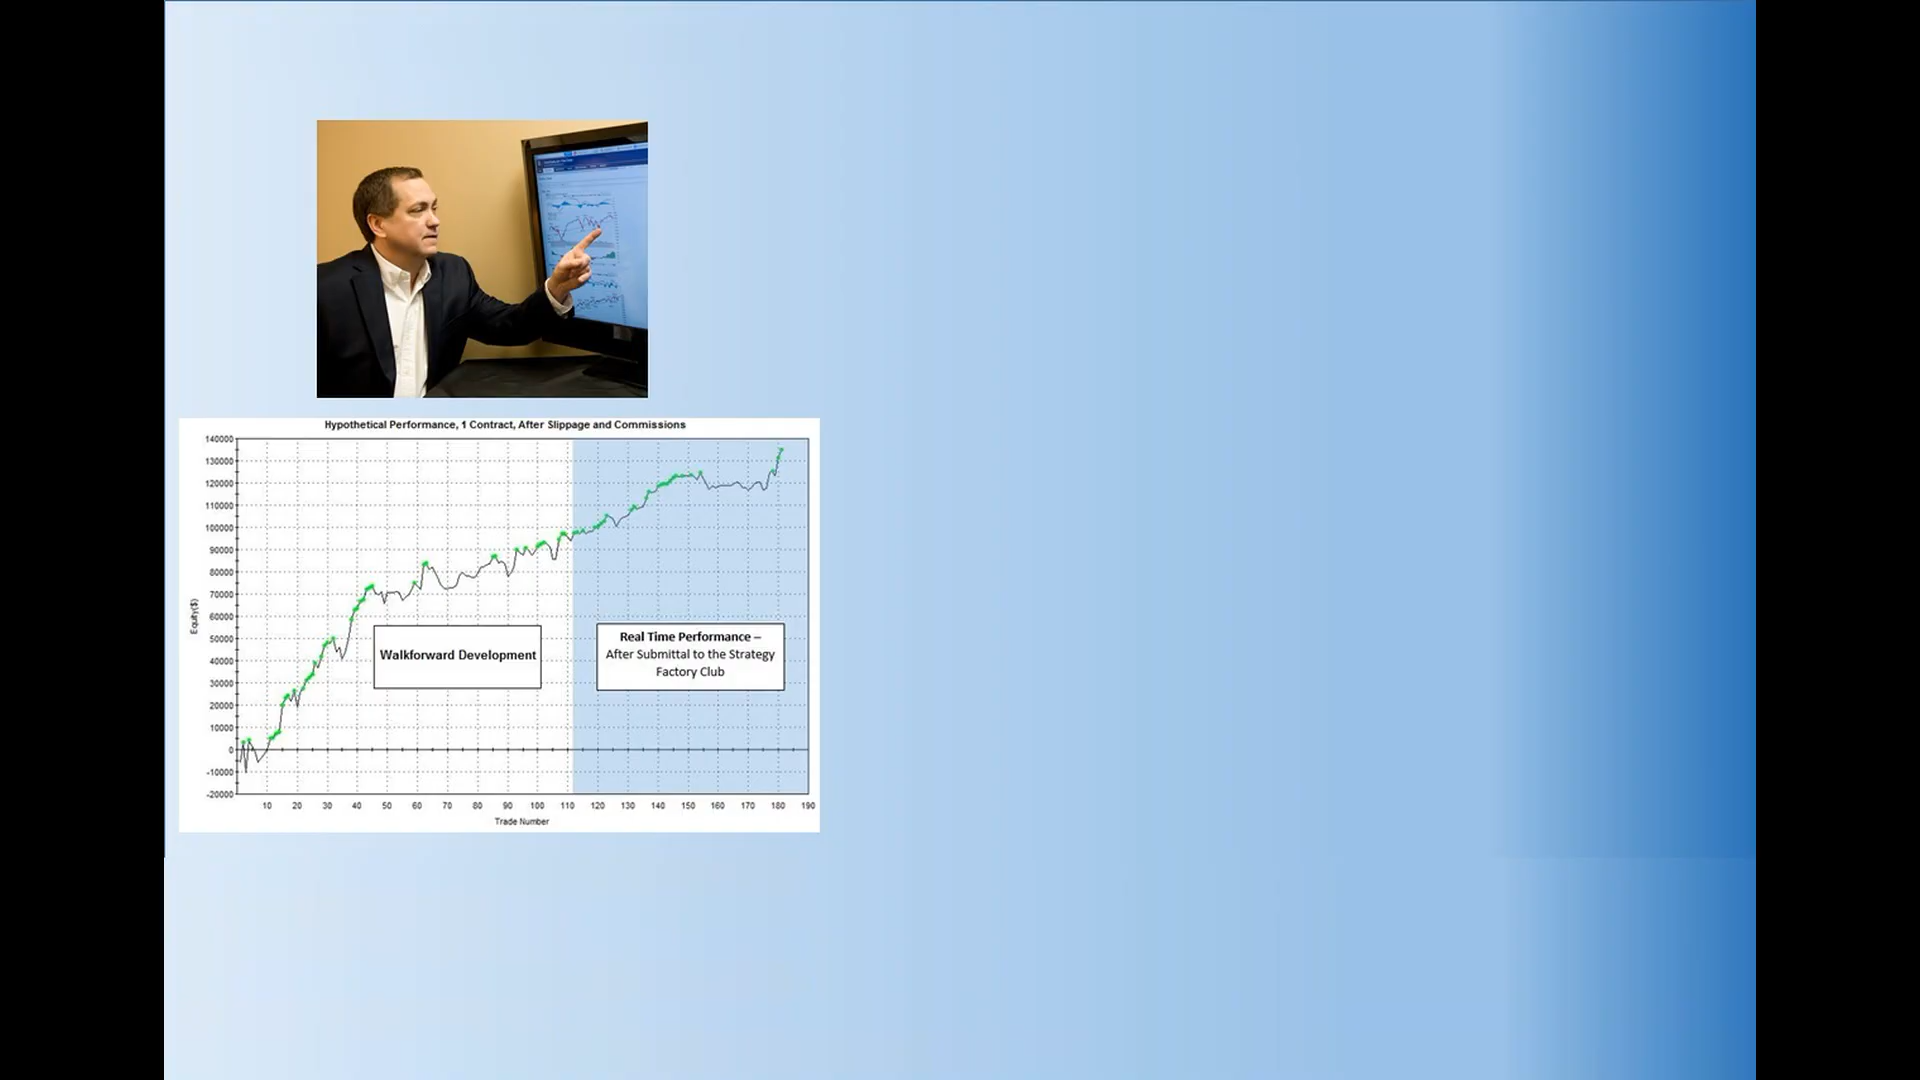 Hypothetical Performance, 1 Contract, After Slippage and Commissions
140000
130000
120000
110000
100000
90000
80000
70000
60000
50000
40000
30000
20000
10000
0
-10000
-20000
Equity($)
Walkforward Development
Real Time Performance –
After Submittal to the Strategy
Factory Club
10 20 30 40 50 60 70 80 90 100 110 120 130 140 150 160 170 180 190
Trade Number